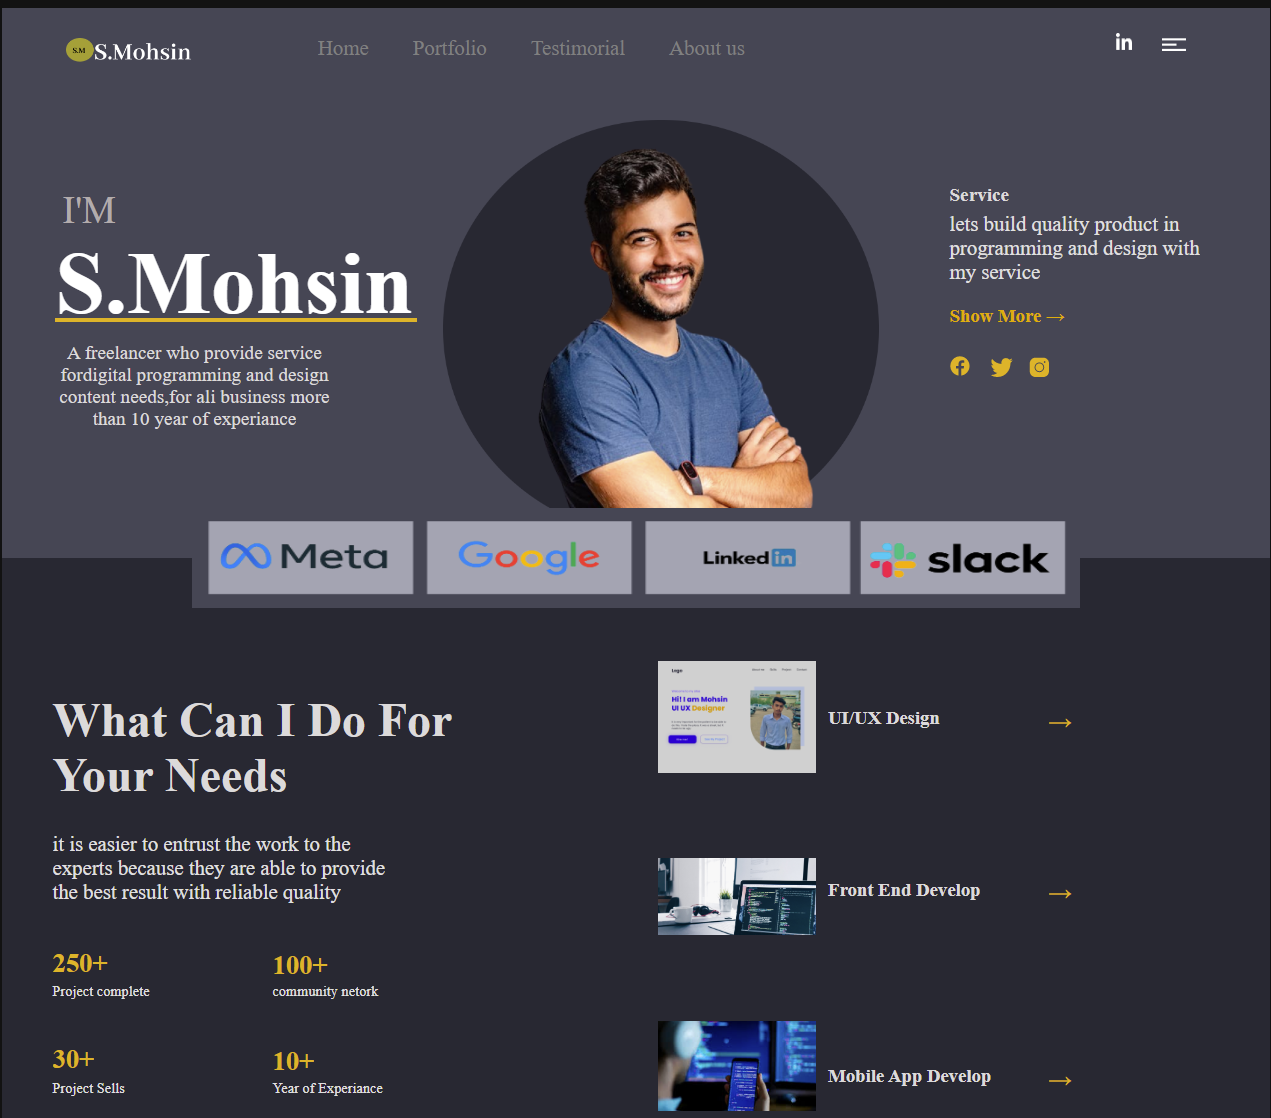 S.M S.Mohsin
Home Portfolio Testimorial About us
in
I'M
S.Mohsin
A freelancer who provide service
fordigital programming and design
content needs,for ali business more
than 10 year of experiance
Service
lets build quality product in
programming and design with
my service
Show More →
Meta
Google
Linked in
slack
What Can I Do For
Your Needs
it is easier to entrust the work to the
experts because they are able to provide
the best result with reliable quality
250+
Project complete
100+
community netork
30+
Project Sells
10+
Year of Experiance
Logo
Hi! I am Mohsin
UI UX Designer
UI/UX Design →
Front End Develop →
Mobile App Develop →